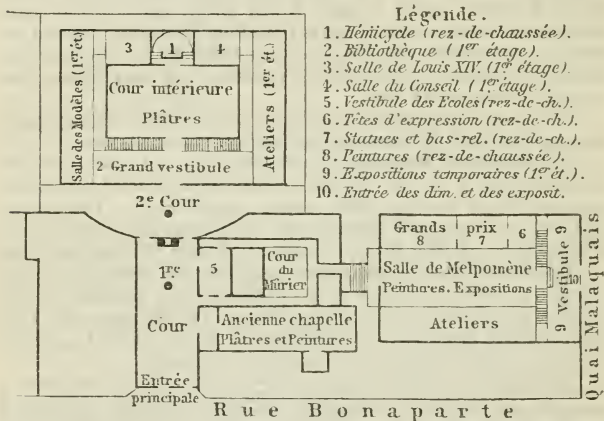 Légende.
1. Hémicycle (rez-de-chaussée).
2. Bibliothèque (1er étage).
3. Salle de Louis XIV. (1er étage)
4. Salle du Conseil (1er étage).
5. Vestibule des Ecoles (rez-de-ch.).
6. Têtes d'expression (rez-de-ch.).
7. Statues et bas-rel. (rez-de-ch.).
8. Peintures (rez-de-chaussée).
9. Expositions temporaires (1er ét.).
10. Entrée des dim. et des exposit.
Salle des Modèles (1er ét.)
3 1 4
Cour intérieure
Plâtres
Ateliers (1er ét.)
2 Grand vestibule
2e Cour
1re
Cour
5
Cour
du
Mûrier
Ancienne chapelle
Plâtres et Peintures
Entrée
principale
Grands prix 6
8 7
Salle de Melpomène
Peintures. Expositions
Ateliers
9 Vestibule 9
10
Quai Malaquais
Rue Bonaparte